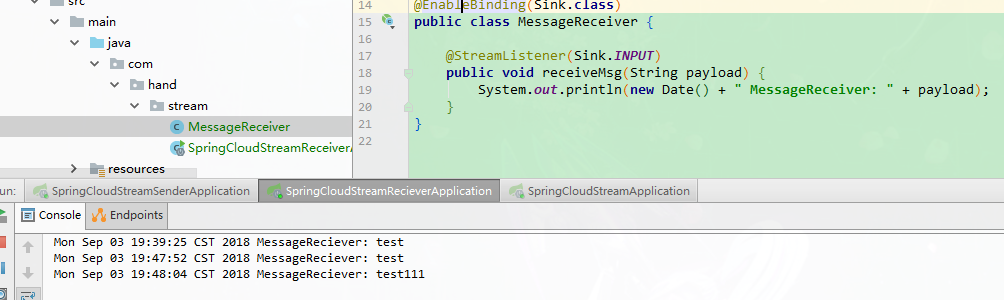 src
main
java
com
hand
stream
MessageReceiver
SpringCloudStreamReceiver
resources
14 @EnableBinding(Sink.class)
15 public class MessageReceiver {
16
17 @StreamListener(Sink.INPUT)
18 public void receiveMsg(String payload) {
19 System.out.println(new Date() + " MessageReceiver: " + payload);
20 }
21 }
22
un: SpringCloudStreamSenderApplication SpringCloudStreamRecieverApplication SpringCloudStreamApplication
Console Endpoints
Mon Sep 03 19:39:25 CST 2018 MessageReciever: test
Mon Sep 03 19:47:52 CST 2018 MessageReciever: test
Mon Sep 03 19:48:04 CST 2018 MessageReciever: test111